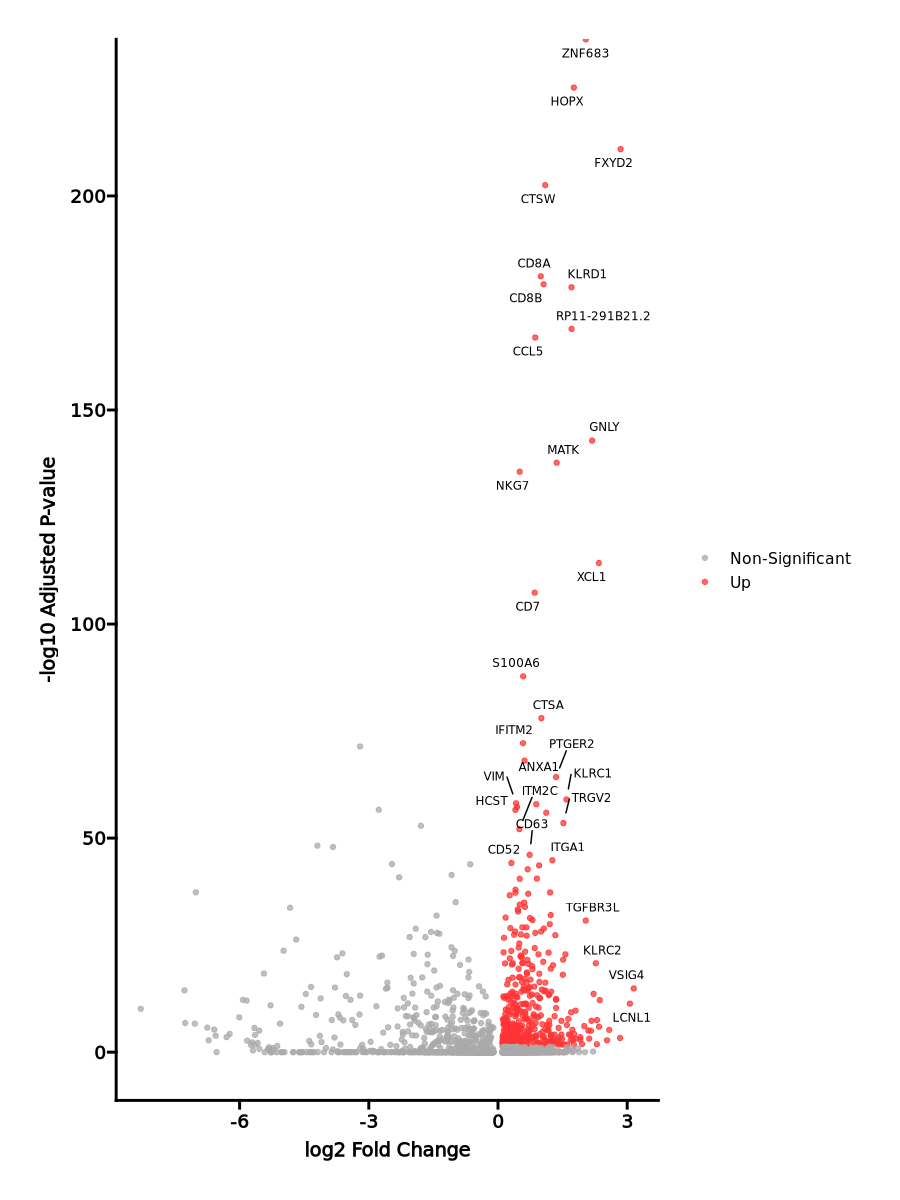 ZNF683
HOPX
FXYD2
200
CTSW
CD8A
KLRD1
CD8B
RP11-291B21.2
CCL5
150
GNLY
MATK
NKG7
-log10 Adjusted P-value
Non-Significant
XCL1
Up
CD7
100
S100A6
CTSA
IFITM2
PTGER2
ANXA1
VIM
KLRC1
ITM2C
HCST
TRGV2
CD63
50
CD52
ITGA1
TGFBR3L
KLRC2
VSIG4
LCNL1
0
-6
-3
0
3
log2 Fold Change